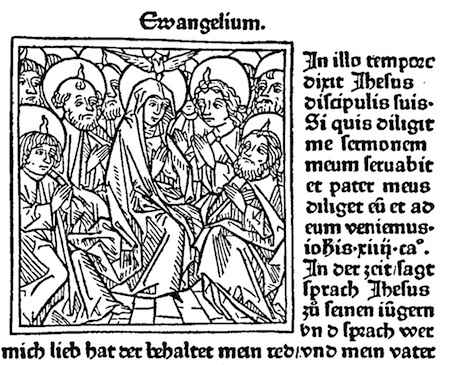 Ewangelium.
In illo tempore
dixit Jhesus
discipulis suis.
Si quis diligit
me sermonem
meum seruabit
et pater meus
diliget eū et ad
eum veniemus.
iohis.xiiij.ca°.
In der zeit/sagt
sprach Jhesus
zů seinen iügern
vn d sprach wer
mich lieb hat der behaltet mein red/vnd mein vater